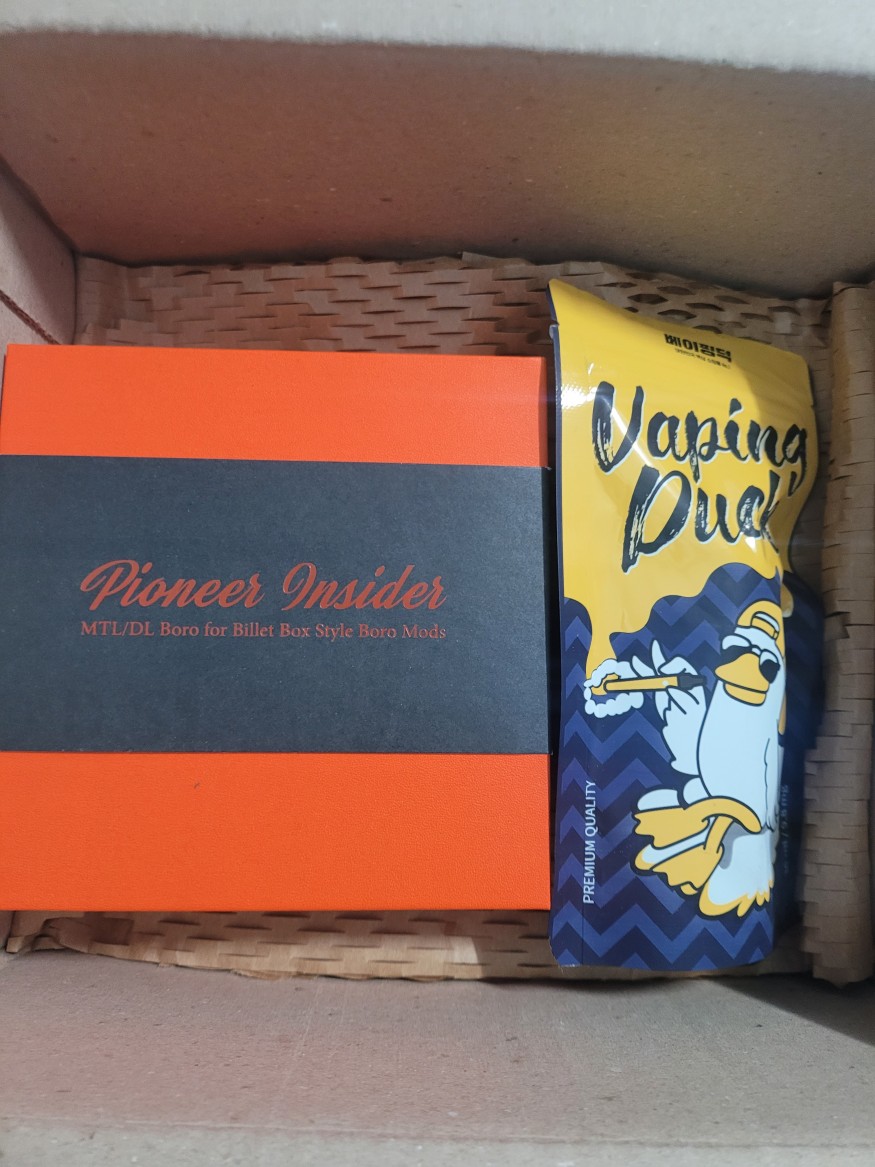 Pioneer Insider
MTL/DL Boro for Billet Box Style Boro Mods
베이핑덕
Vaping
Duck
PREMIUM QUALITY